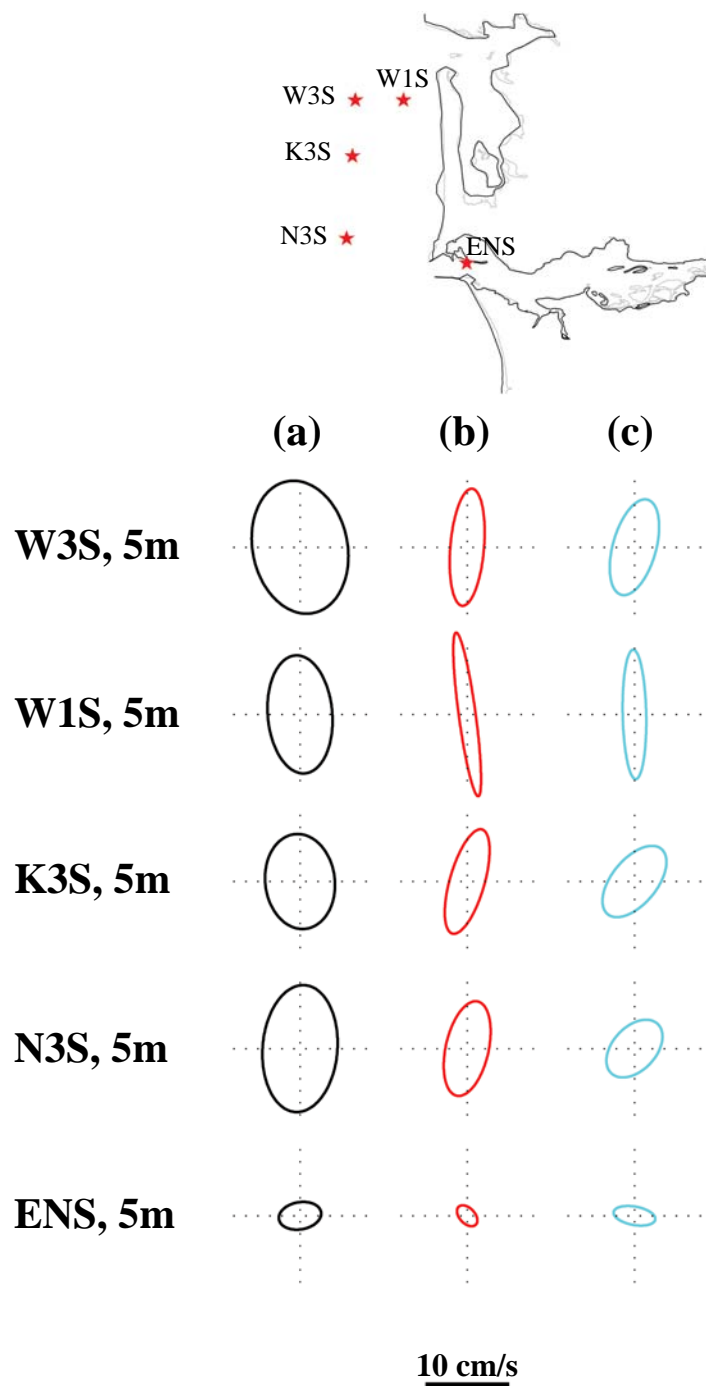 W1S
W3S
K3S
N3S
ENS
(a) (b) (c)
W3S, 5m
W1S, 5m
K3S, 5m
N3S, 5m
ENS, 5m
10 cm/s